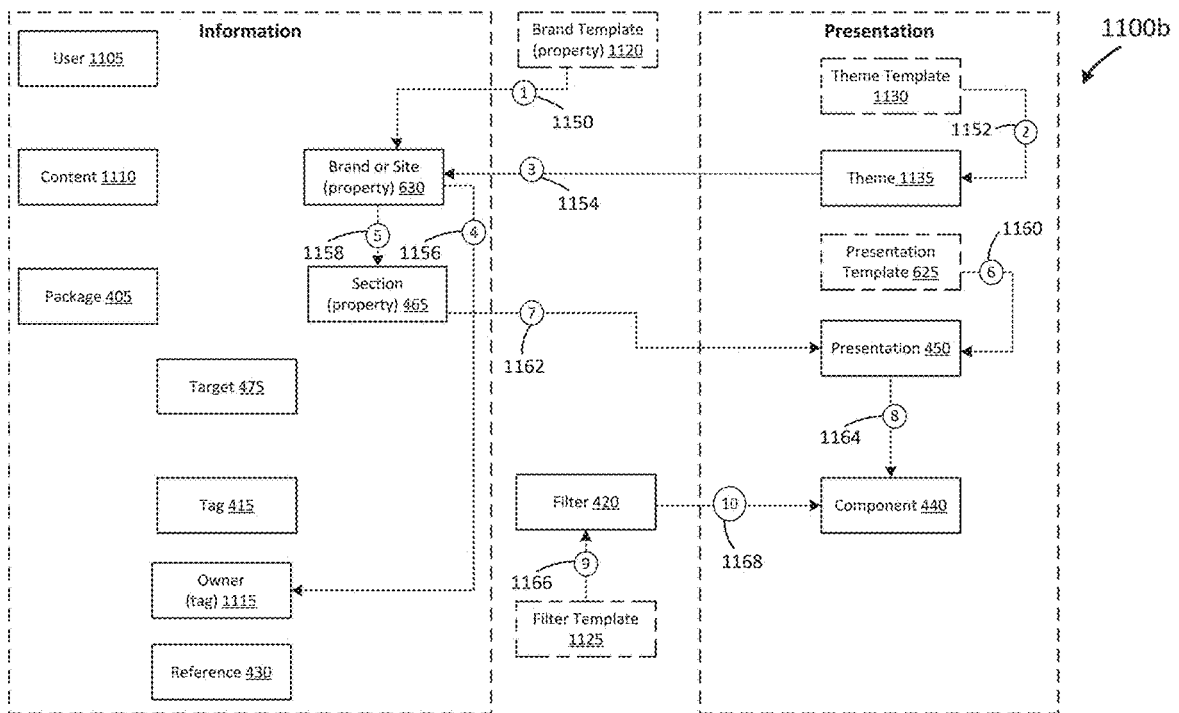 Information
Brand Template
(property) 1120
Presentation
1100b
User 1105
Theme Template
1130
1
1150
1152
2
Content 1110
Brand or Site
(property) 630
3
1154
Theme 1135
1158
5
1156
4
1160
Presentation
Template 625
6
Package 405
Section
(property) 465
7
1162
Presentation 450
Target 475
1164
8
Tag 415
Filter 420
10
1168
Component 440
1166
9
Owner
(tag) 1115
Filter Template
1125
Reference 430